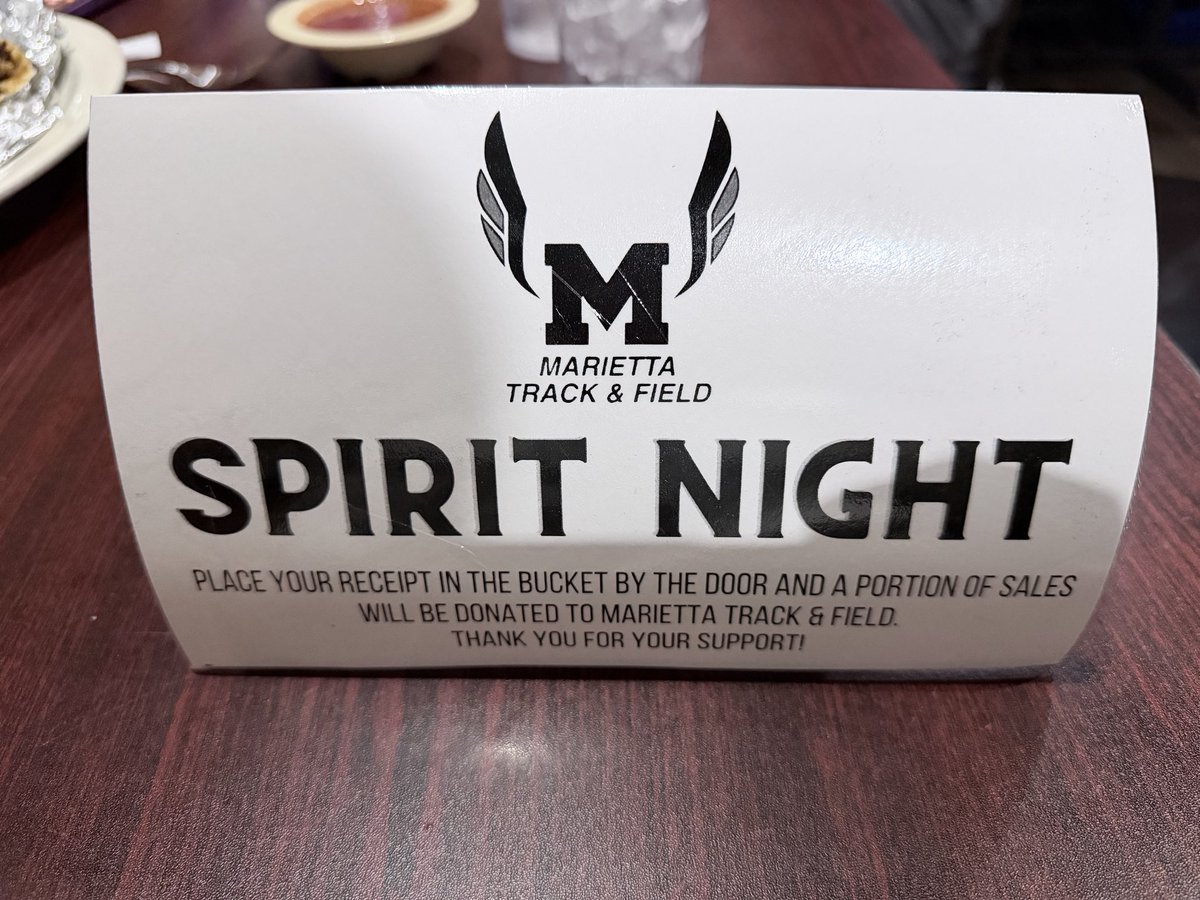 M
MARIETTA
TRACK & FIELD
SPIRIT NIGHT
PLACE YOUR RECEIPT IN THE BUCKET BY THE DOOR AND A PORTION OF SALES
WILL BE DONATED TO MARIETTA TRACK & FIELD.
THANK YOU FOR YOUR SUPPORT!